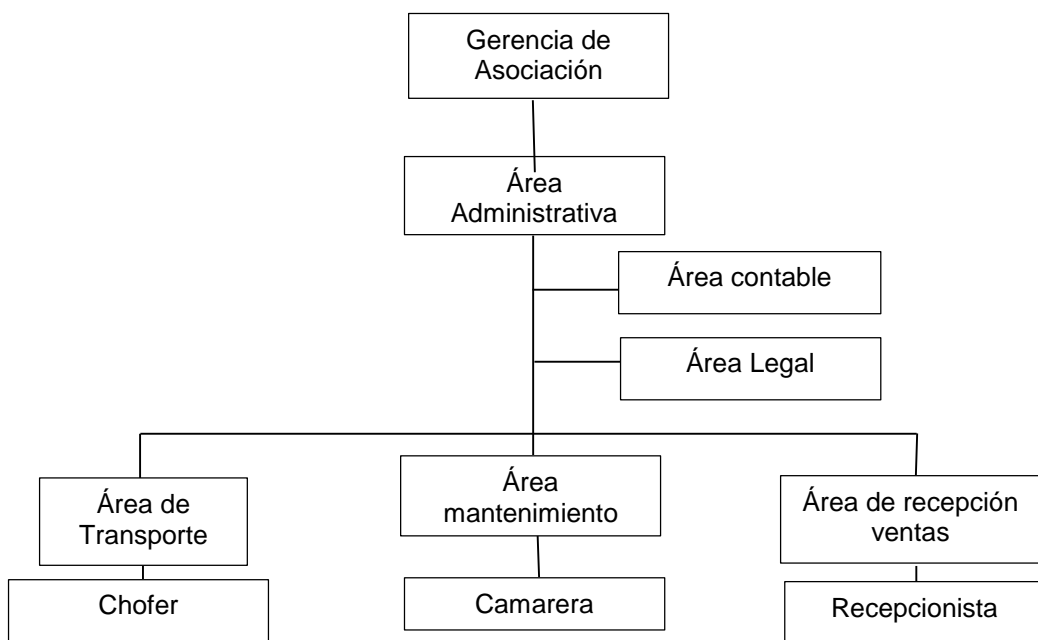 Gerencia de
Asociación
Área
Administrativa
Área contable
Área Legal
Área de
Transporte
Área
mantenimiento
Área de recepción
ventas
Chofer
Camarera
Recepcionista